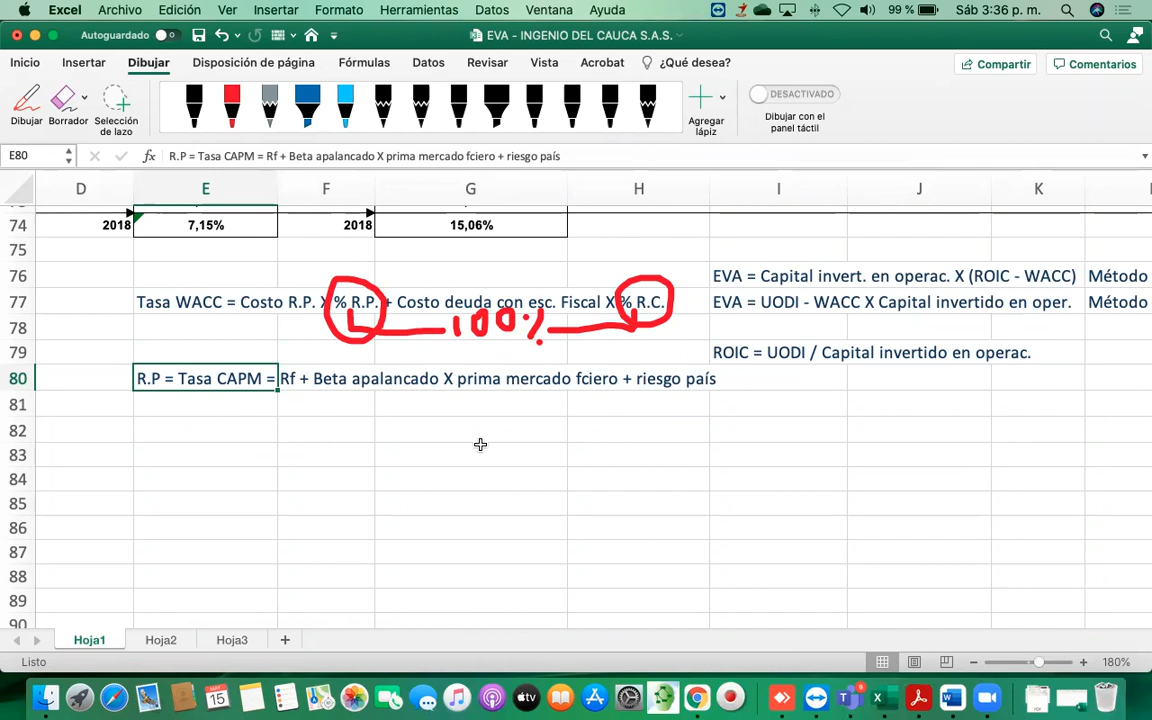 Excel Archivo Edición Ver Insertar Formato Herramientas Datos Ventana Ayuda 99 % Sáb 3:36 p. m.
Autoguardado EVA - INGENIO DEL CAUCA S.A.S.
Inicio Insertar Dibujar Disposición de página Fórmulas Datos Revisar Vista Acrobat ¿Qué desea? Compartir Comentarios
DESACTIVADO
Dibujar Borrador Selección de lazo Agregar lápiz Dibujar con el panel táctil
E80 fx R.P = Tasa CAPM = Rf + Beta apalancado X prima mercado fciero + riesgo país
D E F G H I J K
74 2018 7,15% 2018 15,06%
75
76 EVA = Capital invert. en operac. X (ROIC - WACC) Método
77 Tasa WACC = Costo R.P. X % R.P. + Costo deuda con esc. Fiscal X % R.C. EVA = UODI - WACC X Capital invertido en oper. Método
100%
78
79 ROIC = UODI / Capital invertido en operac.
80 R.P = Tasa CAPM = Rf + Beta apalancado X prima mercado fciero + riesgo país
81
82
83
84
85
86
87
88
89
90
Hoja1 Hoja2 Hoja3
Listo 180%
MAY 15 tv 8